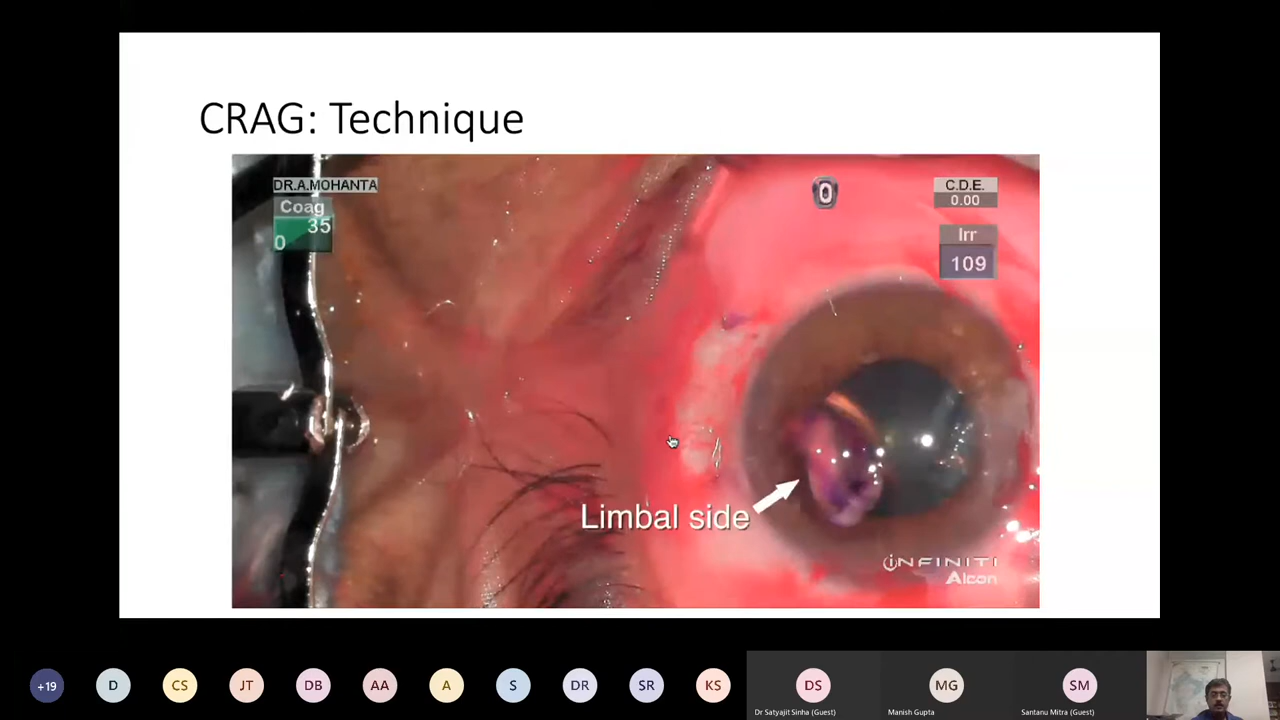 CRAG: Technique
DR.A.MOHANTA
Coag
35
0
0
C.D.E.
0.00
Irr
109
Limbal side
INFINITI
Alcon
+19
D
CS
JT
DB
AA
A
S
DR
SR
KS
DS
MG
SM
Dr Satyajit Sinha (Guest)
Manish Gupta
Santanu Mitra (Guest)